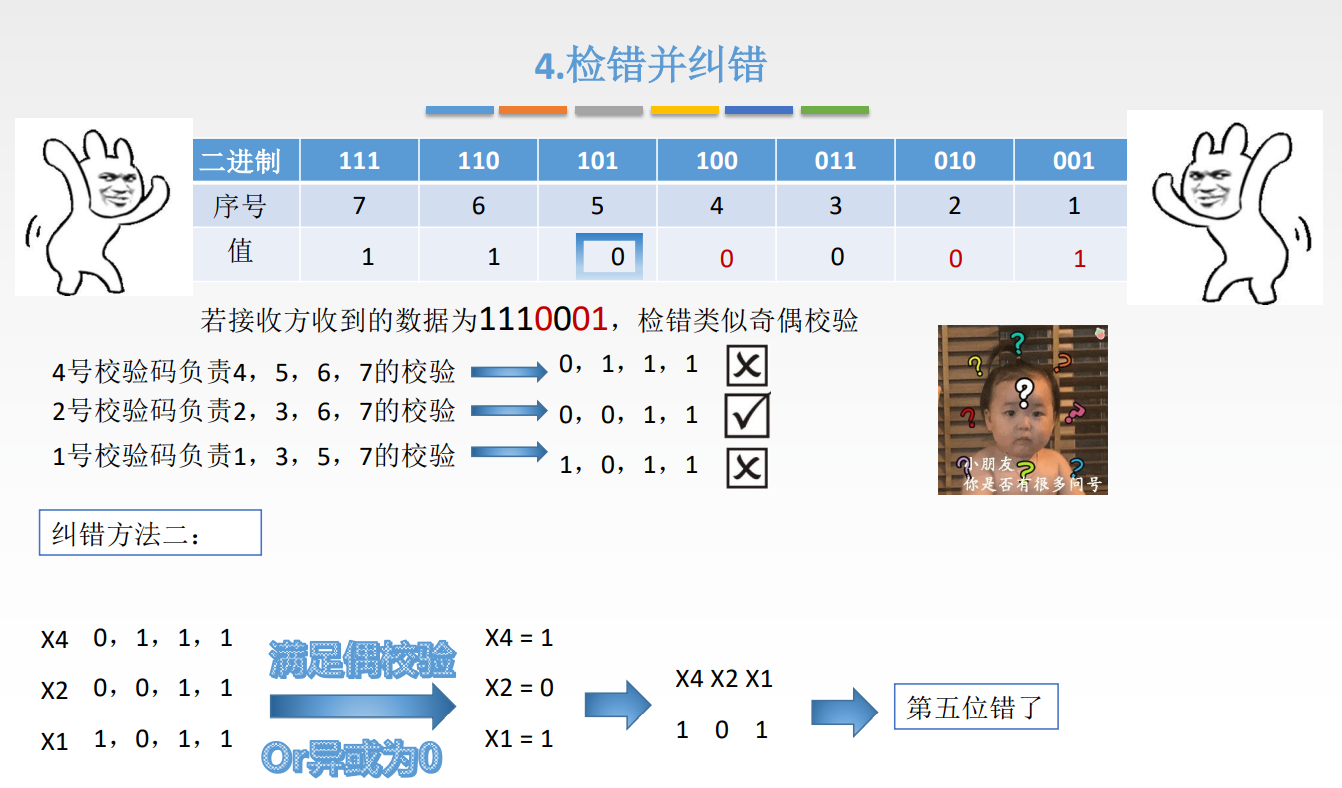 4.检错并纠错
二进制 111 110 101 100 011 010 001
序号 7 6 5 4 3 2 1
值 1 1 0 0 0 0 1
若接收方收到的数据为1110001，检错类似奇偶校验
4号校验码负责4，5，6，7的校验 0，1，1，1
2号校验码负责2，3，6，7的校验 0，0，1，1
1号校验码负责1，3，5，7的校验 1，0，1，1
小朋友
你是否有很多问号
纠错方法二：
X4 0，1，1，1
X2 0，0，1，1
X1 1，0，1，1
满足偶校验
Or异或为0
X4 = 1
X2 = 0
X1 = 1
X4 X2 X1
1 0 1
第五位错了